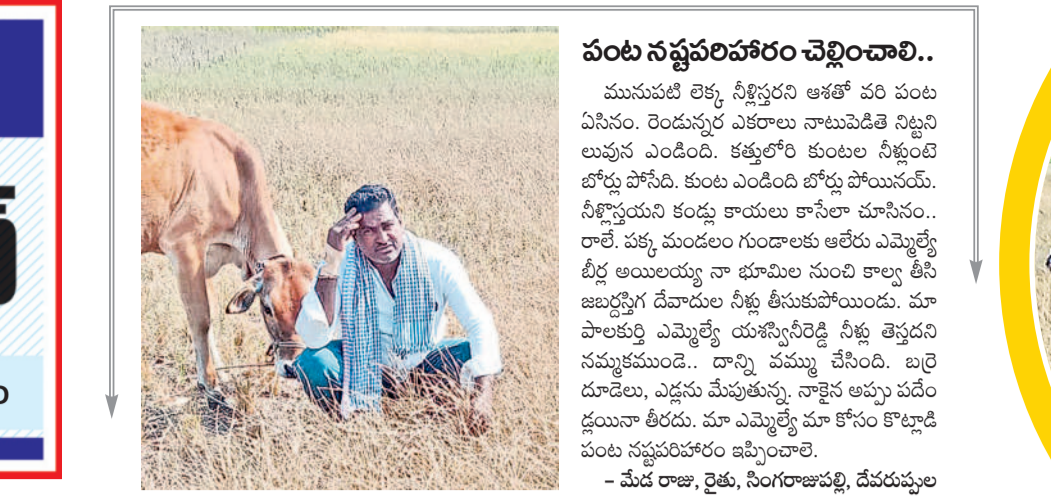 పంట నష్టపరిహారం చెల్లించాలి..
మునుపటి లెక్క నీళ్లిస్తరని ఆశతో వరి పంట
ఏసినం. రెండున్నర ఎకరాలు నాటుపెడితె నిట్టని
లువున ఎండింది. కత్తులోరి కుంటల నీళ్లుంటె
బోర్లు పోసేది. కుంట ఎండింది బోర్లు పోయినయ్.
నీళ్లొస్తయని కండ్లు కాయలు కాసేలా చూసినం..
రాలే. పక్క మండలం గుండాలకు ఆలేరు ఎమ్మెల్యే
బీర్ల అయిలయ్య నా భూమిల నుంచి కాల్వ తీసి
జబర్దస్తిగ దేవాదుల నీళ్లు తీసుకుపోయిండు. మా
పాలకుర్తి ఎమ్మెల్యే యశస్వినీరెడ్డి నీళ్లు తెస్తదని
నమ్మకముండె.. దాన్ని వమ్ము చేసింది. బర్రె
దూడెలు, ఎడ్లను మేపుతున్న. నాకైన అప్పు పదేం
డ్లయినా తీరదు. మా ఎమ్మెల్యే మా కోసం కొట్లాడి
పంట నష్టపరిహారం ఇప్పించాలె.
– మేడ రాజు, రైతు, సింగరాజుపల్లి, దేవరుప్పుల